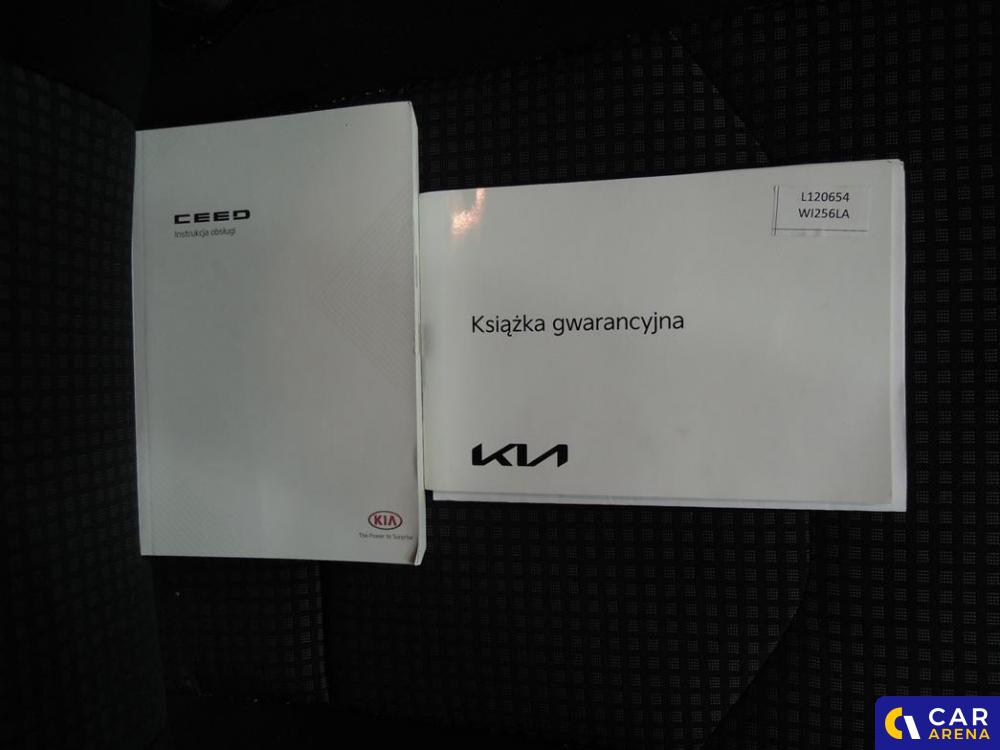 CEED
Instrukcja obsługi
KIA
The Power to Surprise
L120654
WI256LA
Książka gwarancyjna
KIA
CAR
ARENA